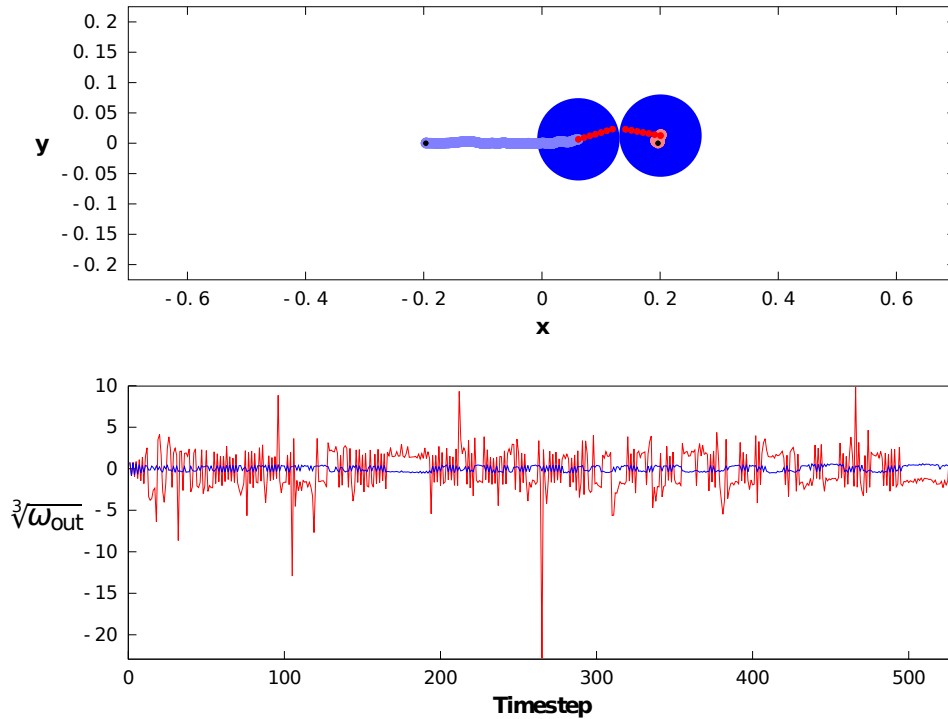 0. 2
0. 15
0. 1
0. 05
0
- 0. 05
- 0. 1
- 0. 15
- 0. 2
y
- 0. 6
- 0. 4
- 0. 2
0
0. 2
0. 4
0. 6
x
10
5
0
- 5
- 10
- 15
- 20
∛ω_out
0
100
200
300
400
500
Timestep